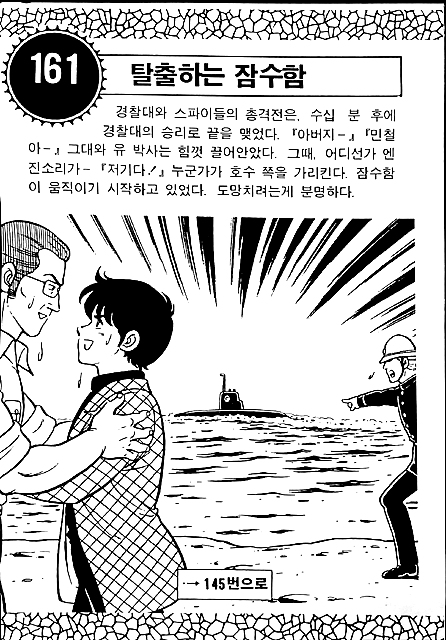 161
탈출하는 잠수함
경찰대와 스파이들의 총격전은, 수십 분 후에
경찰대의 승리로 끝을 맺었다. 『아버지-』『민철
아-』 그대와 유 박사는 힘껏 끌어안았다. 그때, 어디선가 엔
진소리가- 『저기다!』 누군가가 호수 쪽을 가리킨다. 잠수함
이 움직이기 시작하고 있었다. 도망치려는게 분명하다.
→145번으로